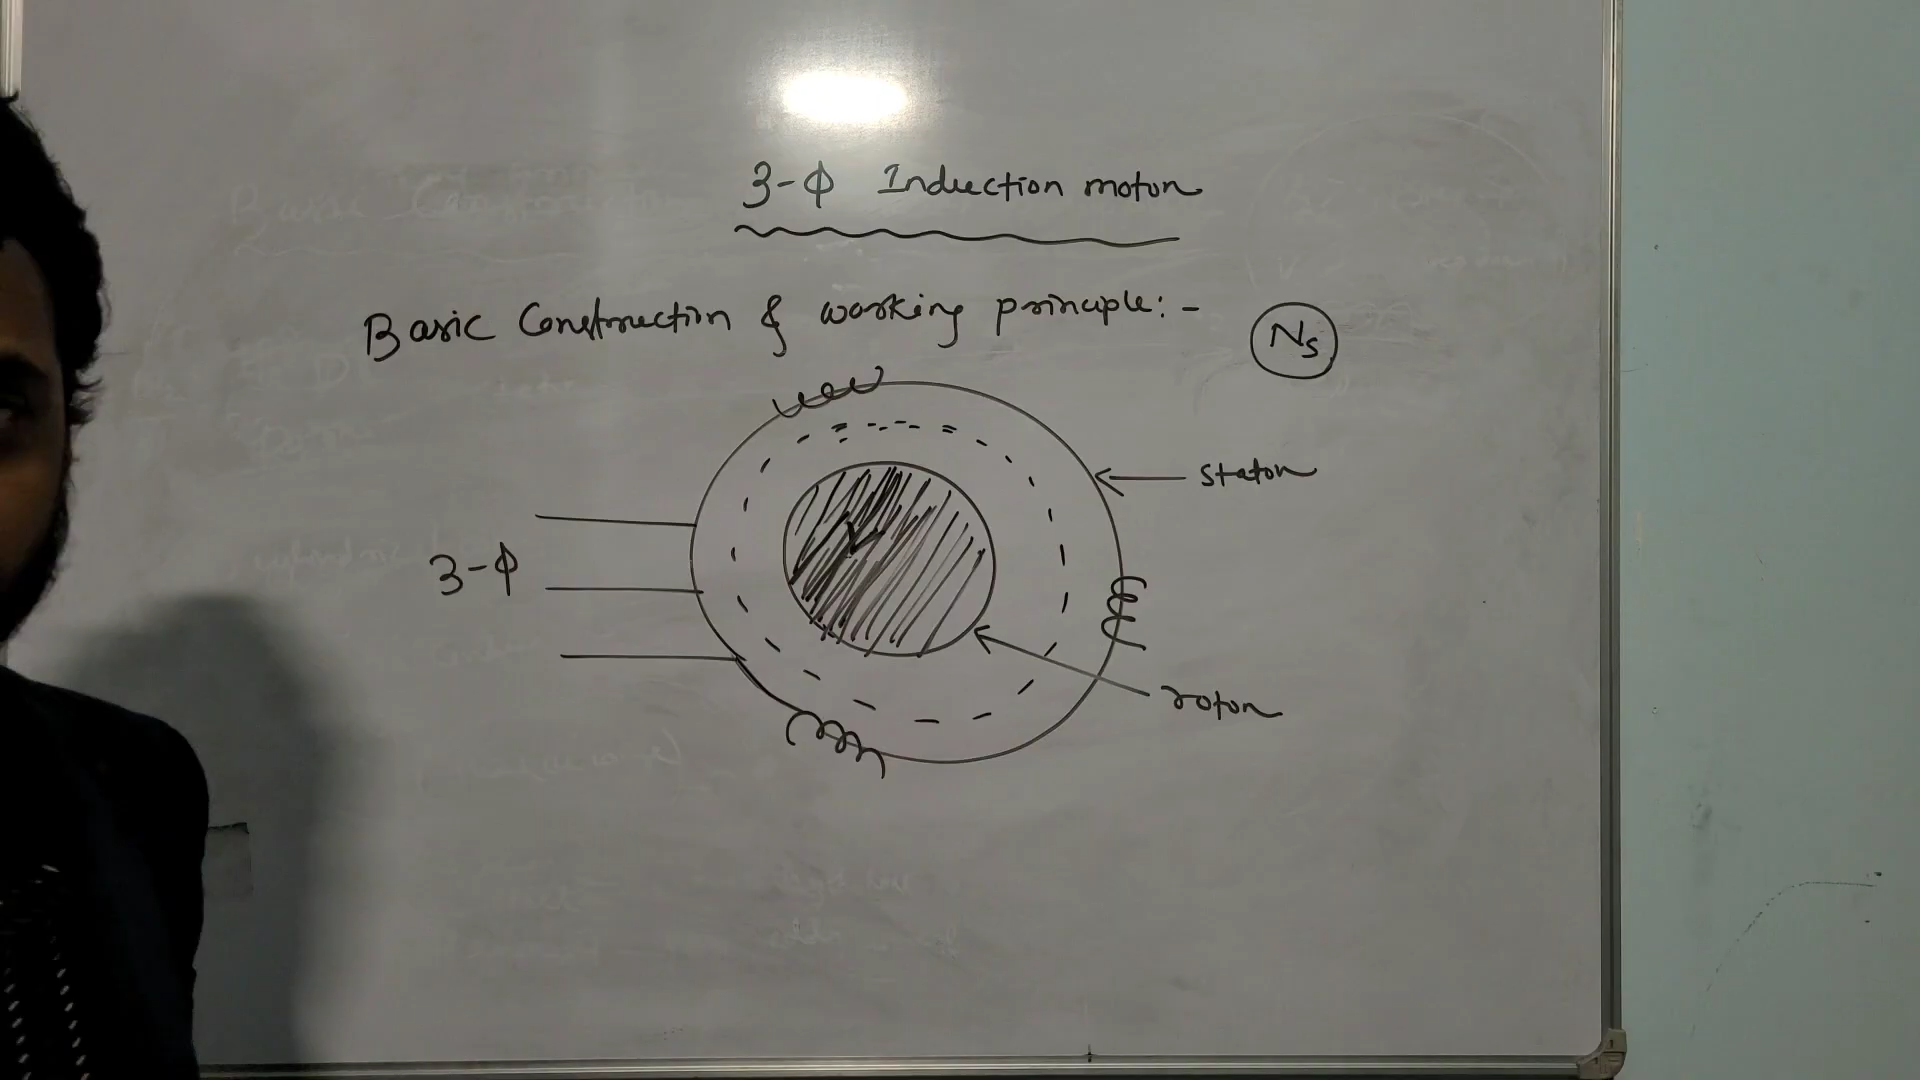 3-Φ Induction motor
Basic Construction & working principle:-
Ns
stator
3-Φ
rotor